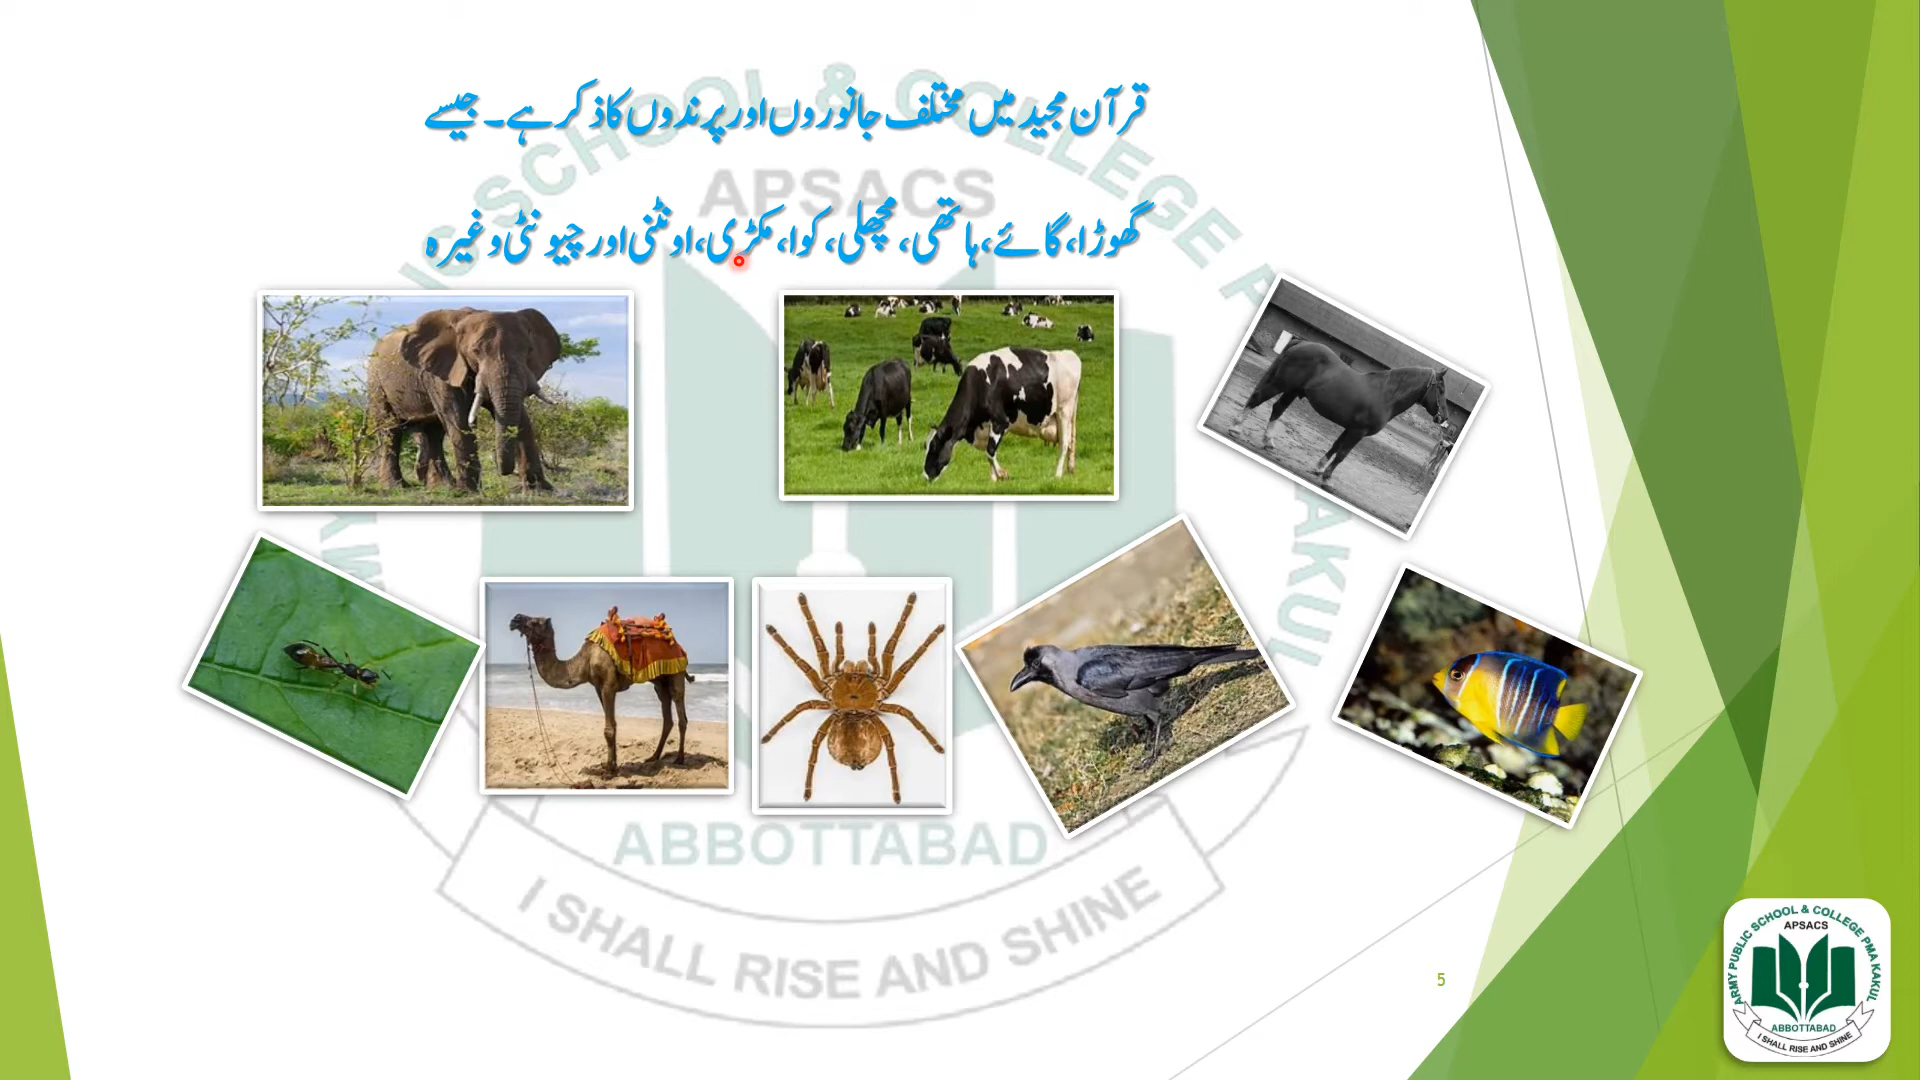 قرآن مجید میں مختلف جانوروں اور پرندوں کا ذکر ہے۔ جیسے
گھوڑا، گائے، ہاتھی، مچھلی، کوا، مکڑی، اونٹنی اور چیونٹی وغیرہ
APSACS
ABBOTTABAD
I SHALL RISE AND SHINE
5
ARMY PUBLIC SCHOOL & COLLEGE PMA KAKUL
APSACS
ABBOTTABAD
I SHALL RISE AND SHINE